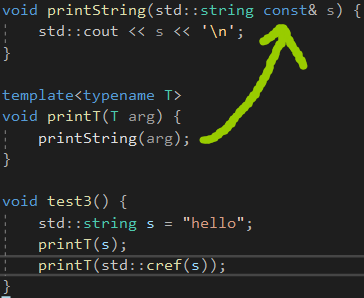 void printString(std::string const& s) {
    std::cout << s << '\n';
}
template<typename T>
void printT(T arg) {
    printString(arg);
}
void test3() {
    std::string s = "hello";
    printT(s);
    printT(std::cref(s));
}